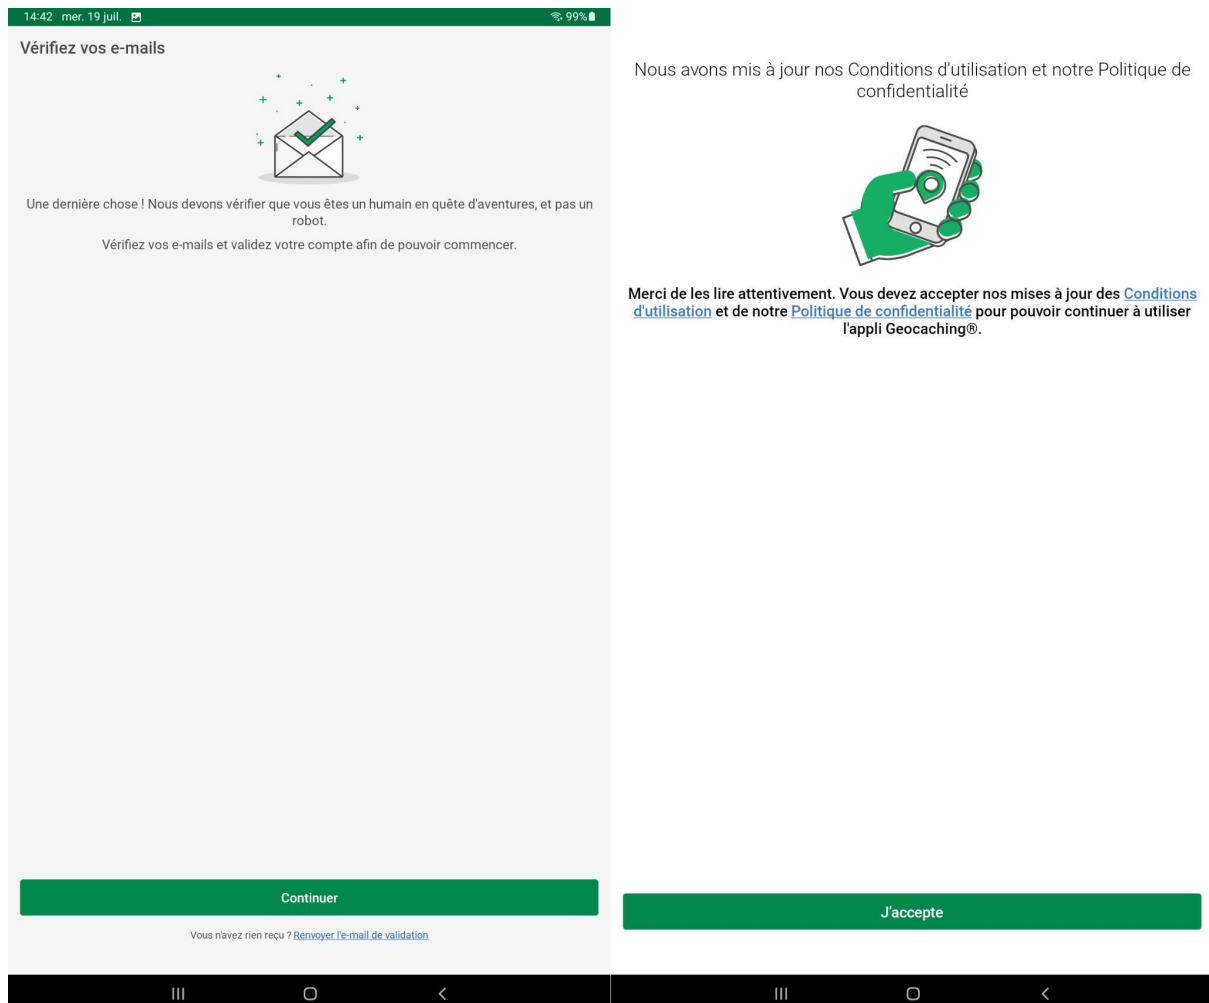 14:42 mer. 19 juil.
99%
Vérifiez vos e-mails
Une dernière chose ! Nous devons vérifier que vous êtes un humain en quête d'aventures, et pas un
robot.
Vérifiez vos e-mails et validez votre compte afin de pouvoir commencer.
Continuer
Vous n'avez rien reçu ? Renvoyer l'e-mail de validation
Nous avons mis à jour nos Conditions d'utilisation et notre Politique de
confidentialité
Merci de les lire attentivement. Vous devez accepter nos mises à jour des Conditions
d'utilisation et de notre Politique de confidentialité pour pouvoir continuer à utiliser
l'appli Geocaching®.
J'accepte